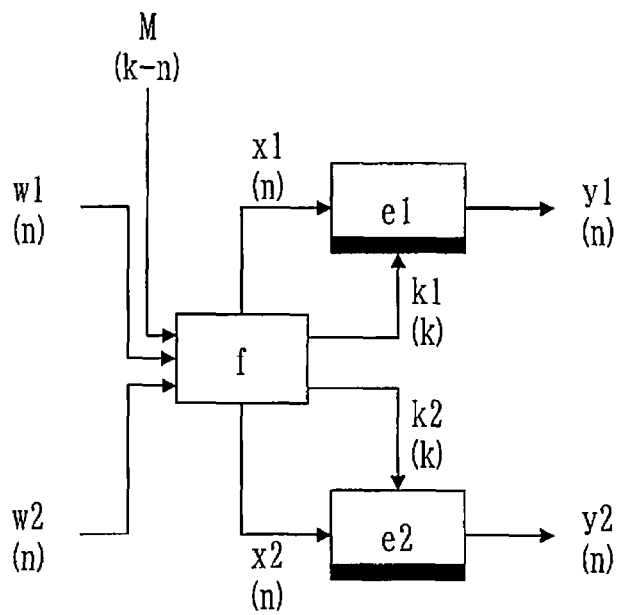 M
(k-n)
x1
(n)
e1
y1
(n)
w1
(n)
k1
(k)
f
k2
(k)
w2
(n)
x2
(n)
e2
y2
(n)